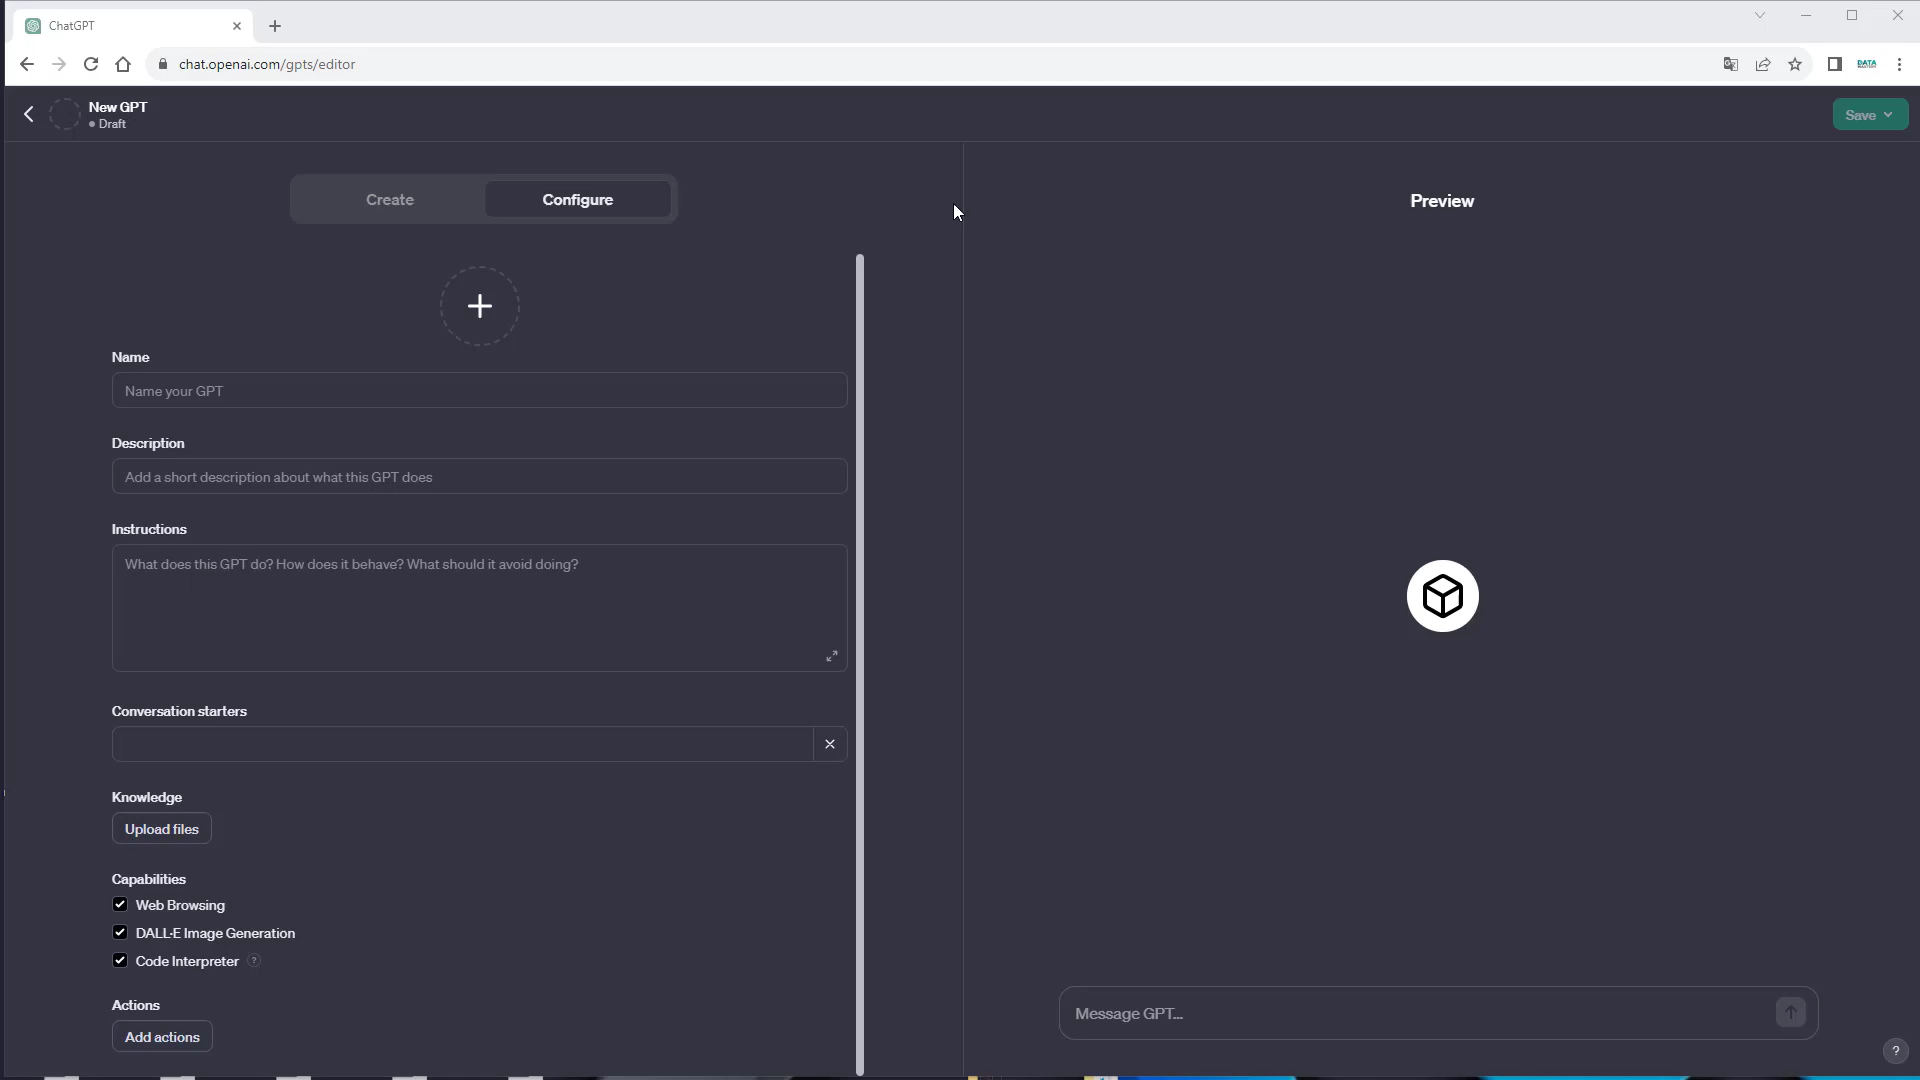 ChatGPT
chat.openai.com/gpts/editor
DATA
MASTERY
New GPT
Draft
Save
Create
Configure
Preview
Name
Name your GPT
Description
Add a short description about what this GPT does
Instructions
What does this GPT do? How does it behave? What should it avoid doing?
Conversation starters
Knowledge
Upload files
Capabilities
Web Browsing
DALL·E Image Generation
Code Interpreter ?
Actions
Add actions
Message GPT...
?